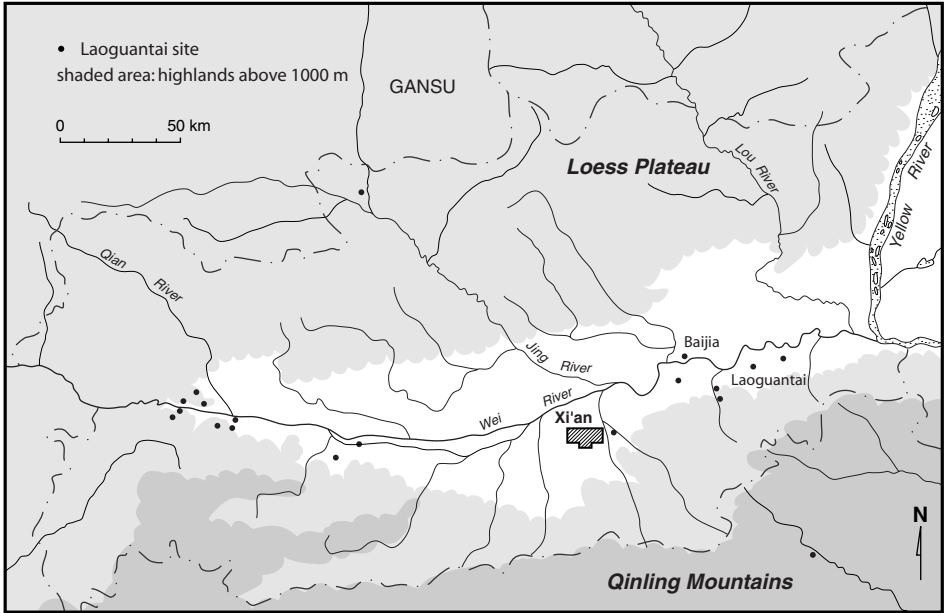 Laoguantai site
shaded area: highlands above 1000 m
0 50 km
GANSU
Loess Plateau
Lou River
Yellow River
Qian River
Baijia
Jing River
Laoguantai
Wei River
Xi'an
N
Qinling Mountains